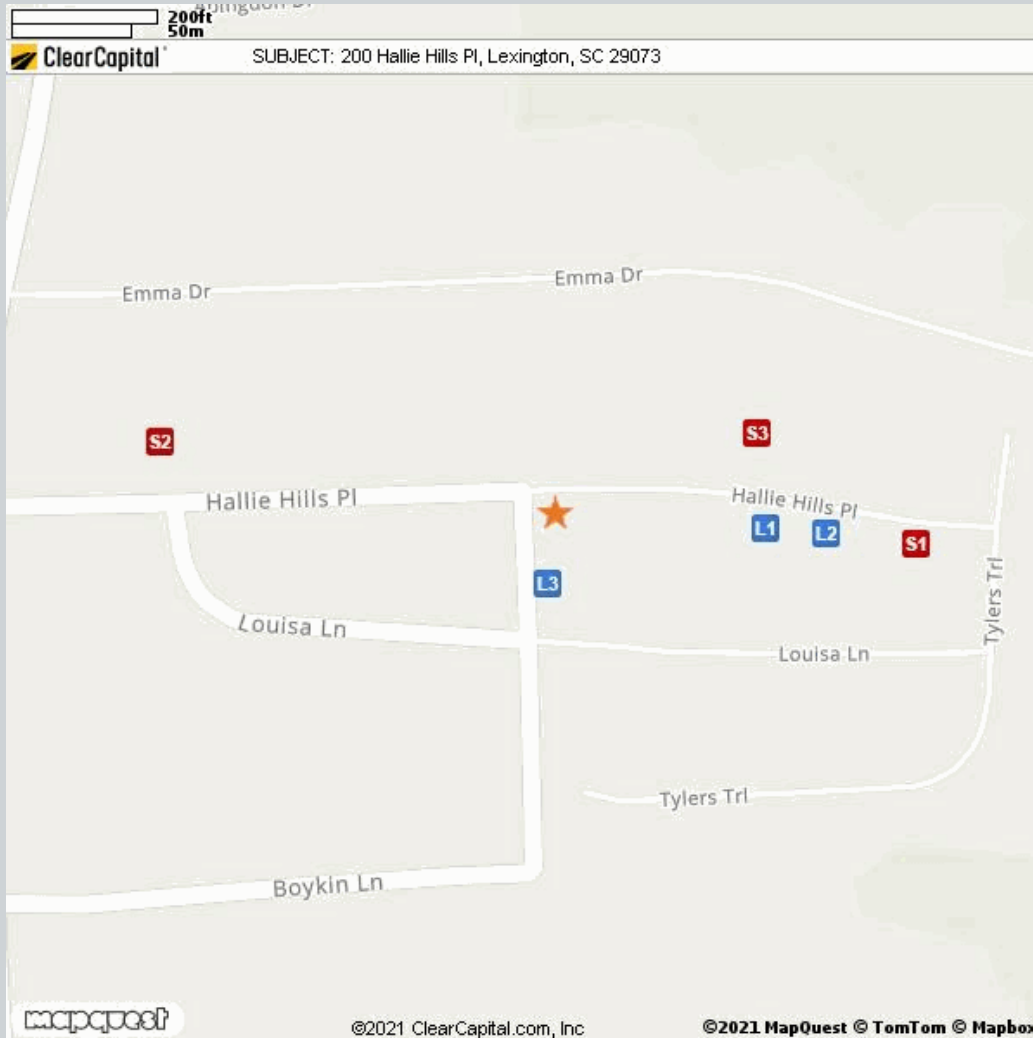 200ft
50m
ClearCapital SUBJECT: 200 Hallie Hills Pl, Lexington, SC 29073
Emma Dr
Emma Dr
S2
S3
Hallie Hills Pl
Hallie Hills Pl
L1
L2
S1
L3
Tylers Trl
Louisa Ln
Louisa Ln
Tylers Trl
Boykin Ln
mapquest
©2021 ClearCapital.com, Inc
©2021 MapQuest © TomTom © Mapbox